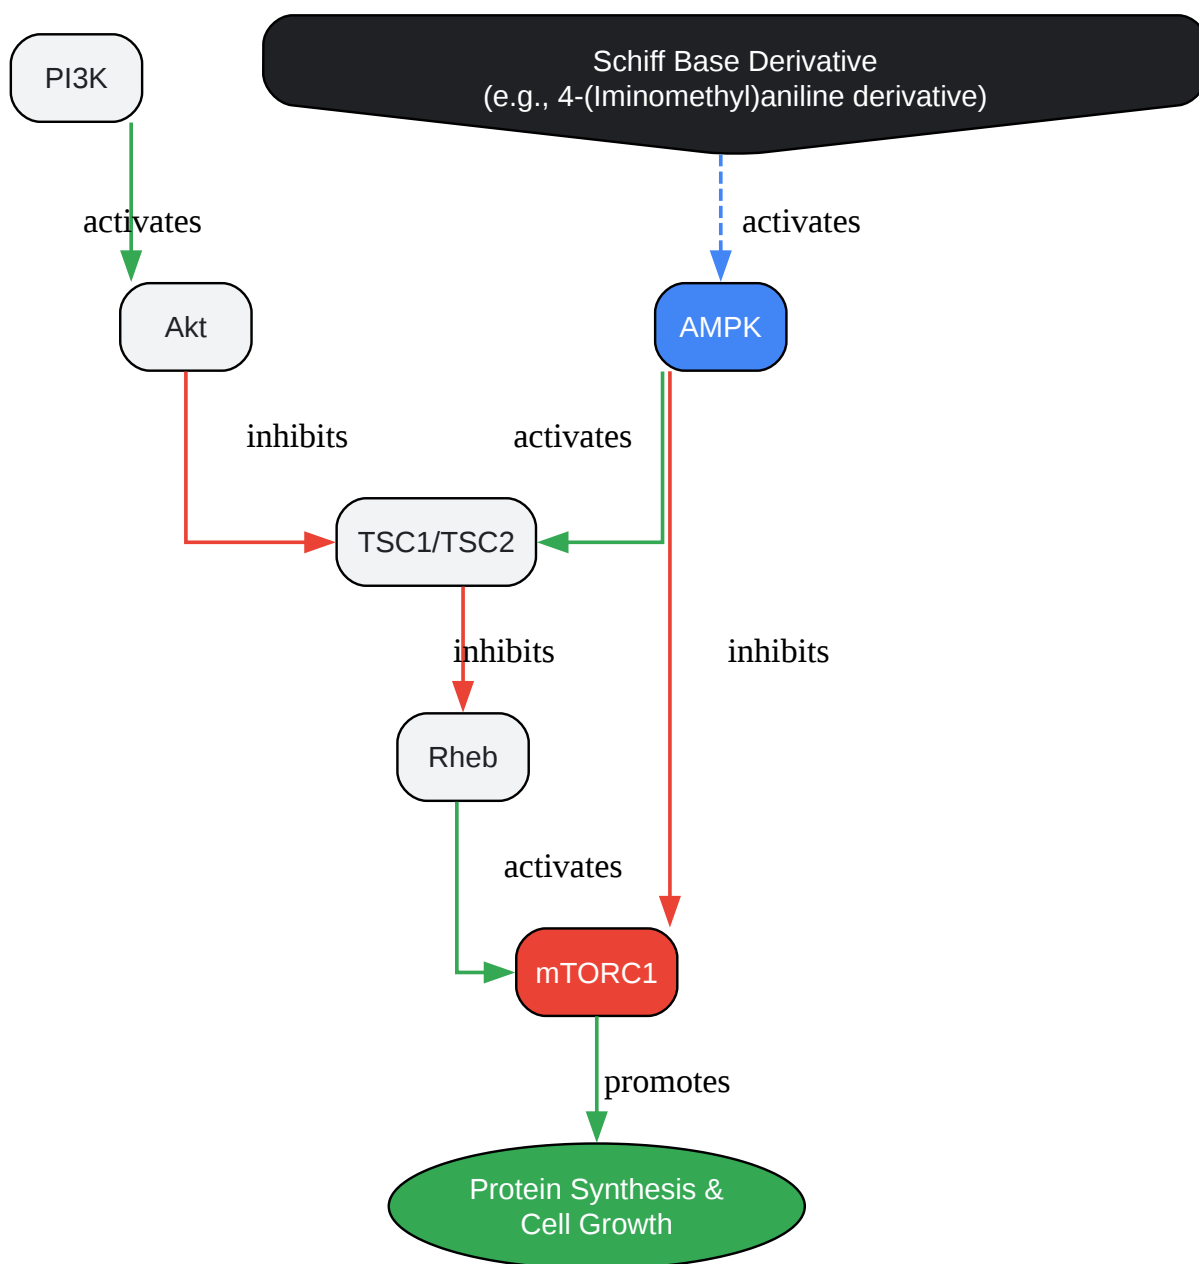 PI3K
Schiff Base Derivative
(e.g., 4-(Iminomethyl)aniline derivative)
activates
activates
Akt
AMPK
inhibits
activates
TSC1/TSC2
inhibits
inhibits
Rheb
activates
mTORC1
promotes
Protein Synthesis &
Cell Growth